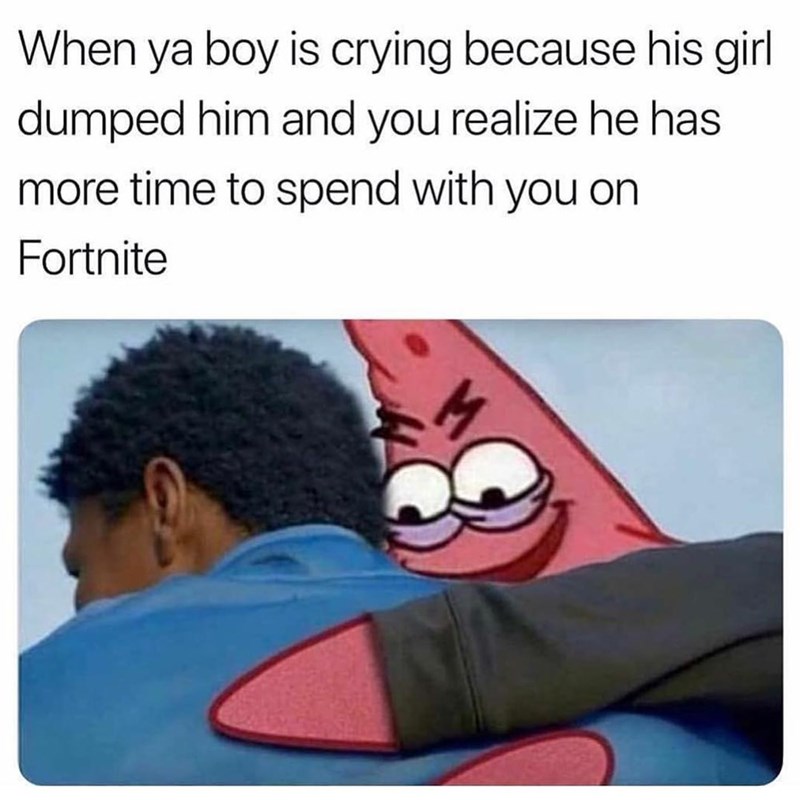 When ya boy is crying because his girl
dumped him and you realize he has
more time to spend with you on
Fortnite